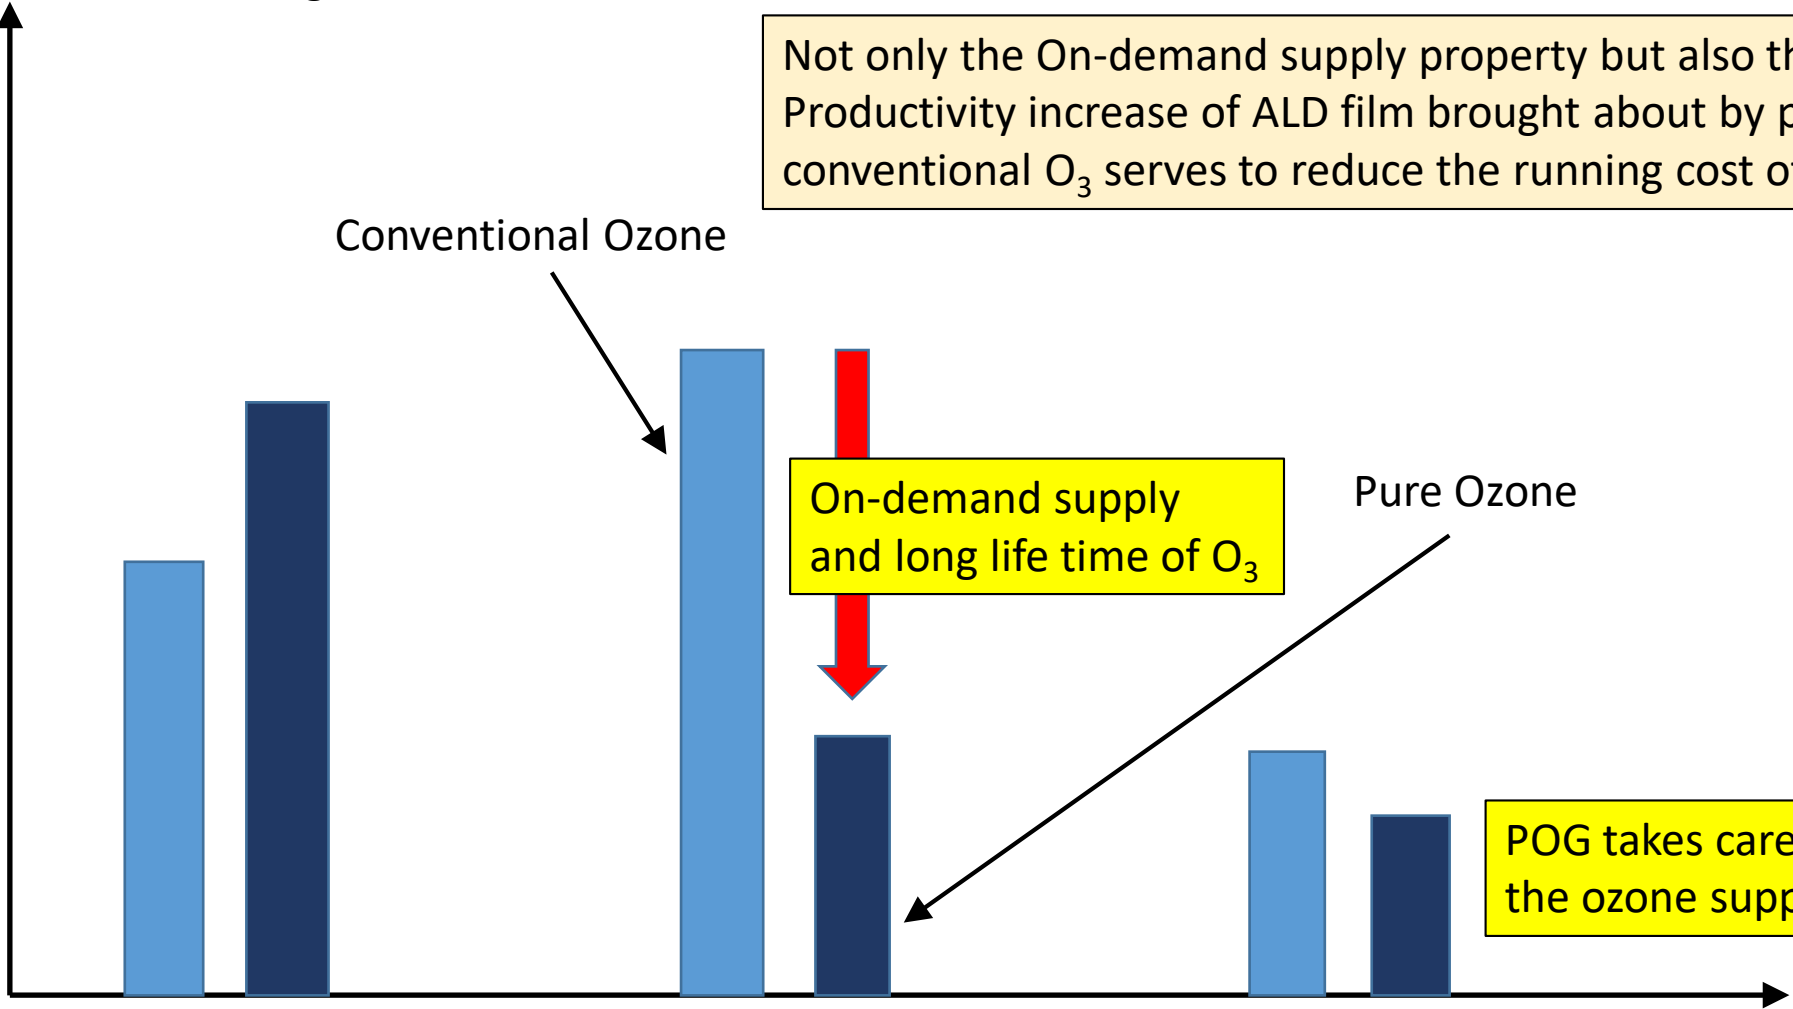 Not only the On-demand supply property but also
Productivity increase of ALD film brought about by
conventional O₃ serves to reduce the running cost
Conventional Ozone
On-demand supply
and long life time of O₃
Pure Ozone
POG takes care
the ozone